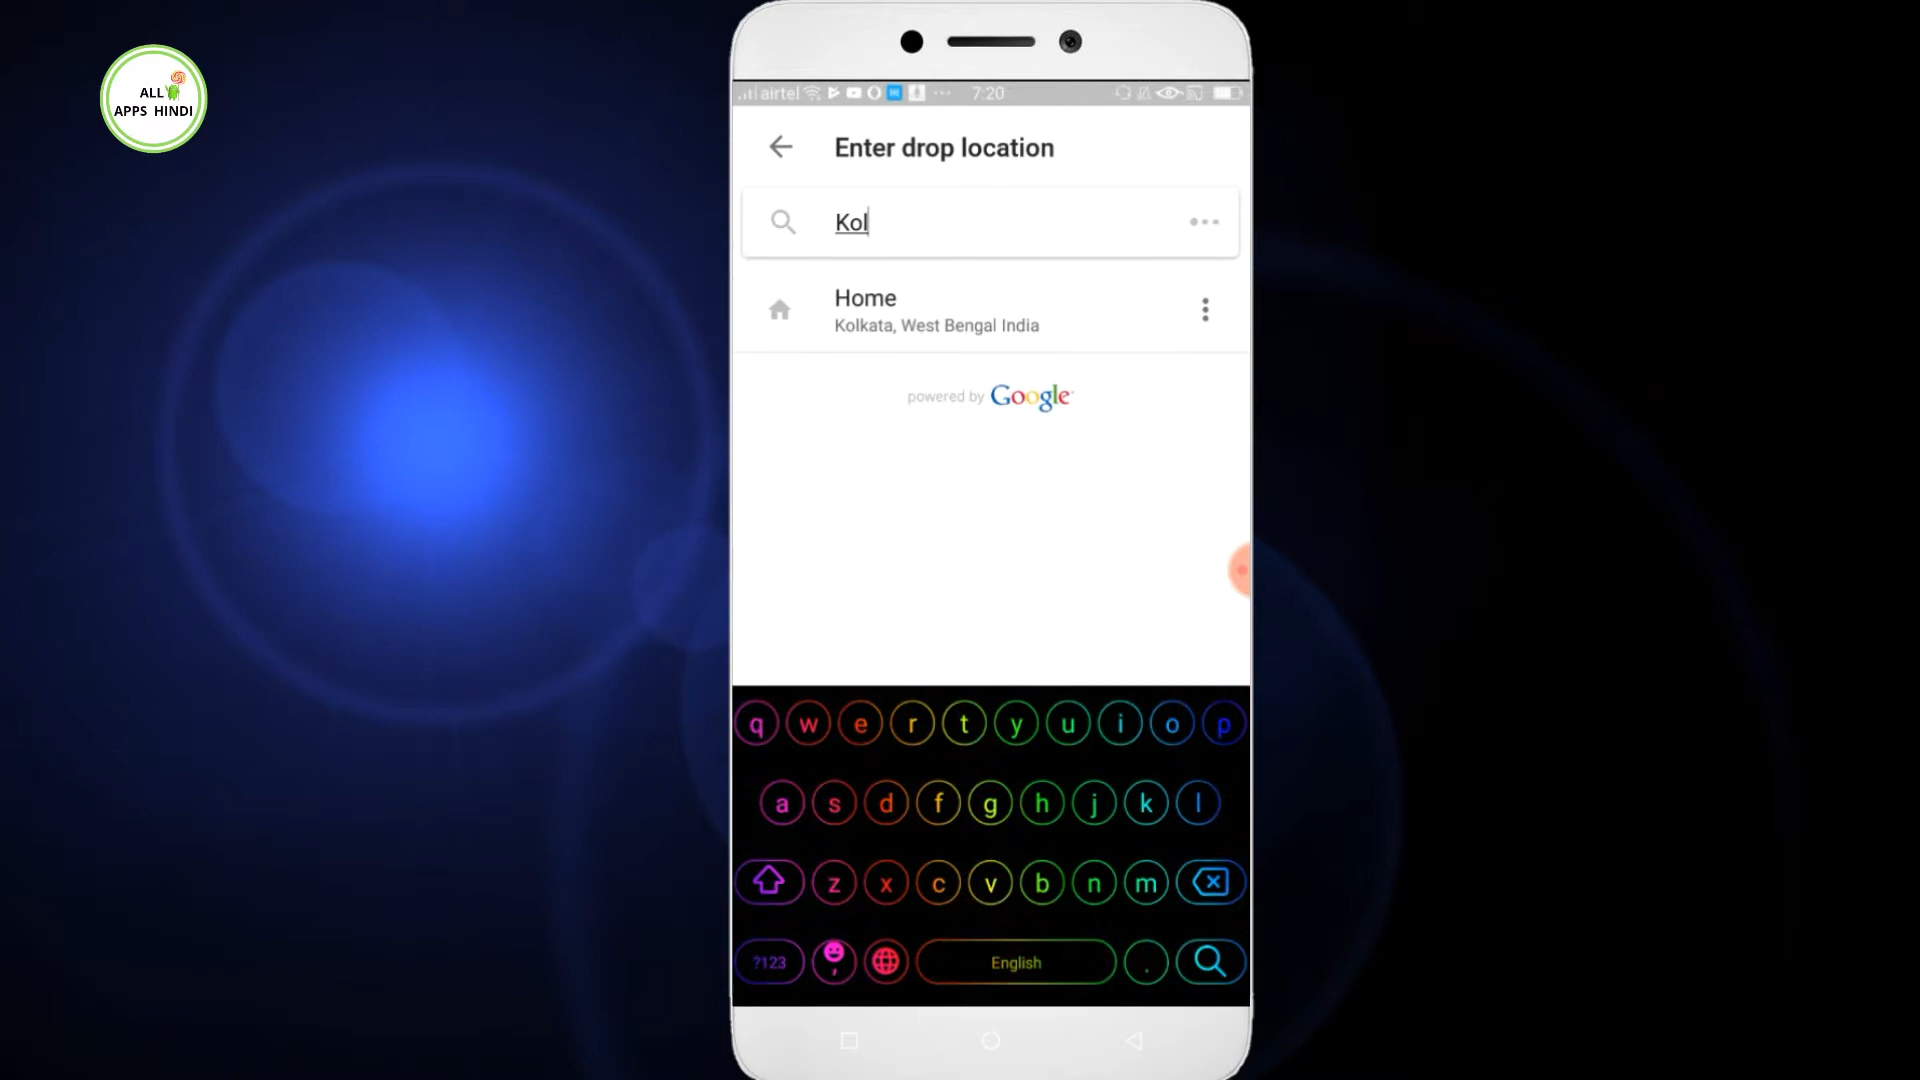 ALL
APPS HINDI
airtel 7:20
Enter drop location
Kol
Home
Kolkata, West Bengal India
powered by Google
q w e r t y u i o p
a s d f g h j k l
z x c v b n m
?123 , English .